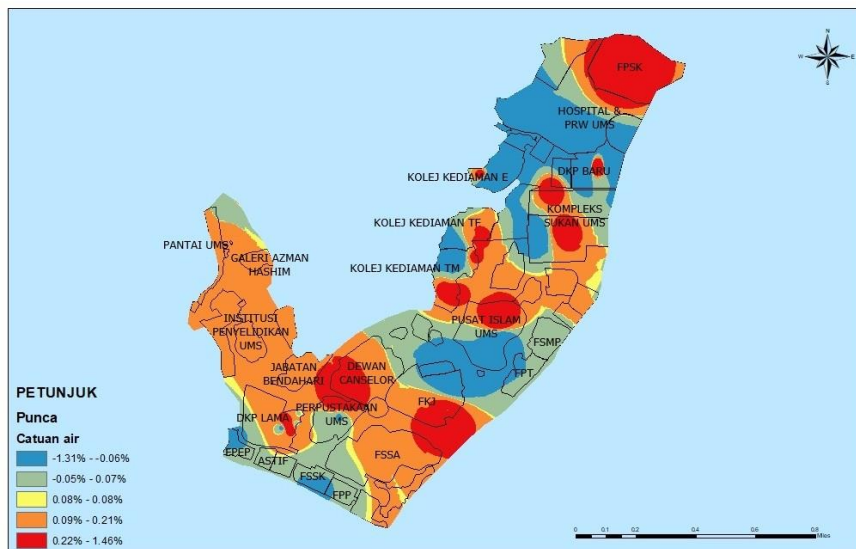 N
W E
S
FPSK
HOSPITAL &
PRW UMS
DKP BARU
KOLEJ KEDIAMAN E
KOMPLEKS
SUKAN UMS
KOLEJ KEDIAMAN TF
PANTAI UMS
GALERI AZMAN
HASHIM
KOLEJ KEDIAMAN TM
INSTITUSI
PENYELIDIKAN
UMS
PUSAT ISLAM
UMS
FSMP
JABATAN
BENDAHARI
DEWAN
CANSELOR
FPT
FKJ
DKP LAMA
PERPUSTAKAAN
UMS
FPEP
ASTIF
FSSA
FSSK
FPP
PETUNJUK
Punca
Catuan air
-1.31% - -0.06%
-0.05% - 0.07%
0.08% - 0.08%
0.09% - 0.21%
0.22% - 1.46%
0 0.1 0.2 0.4 0.6 0.8
Miles